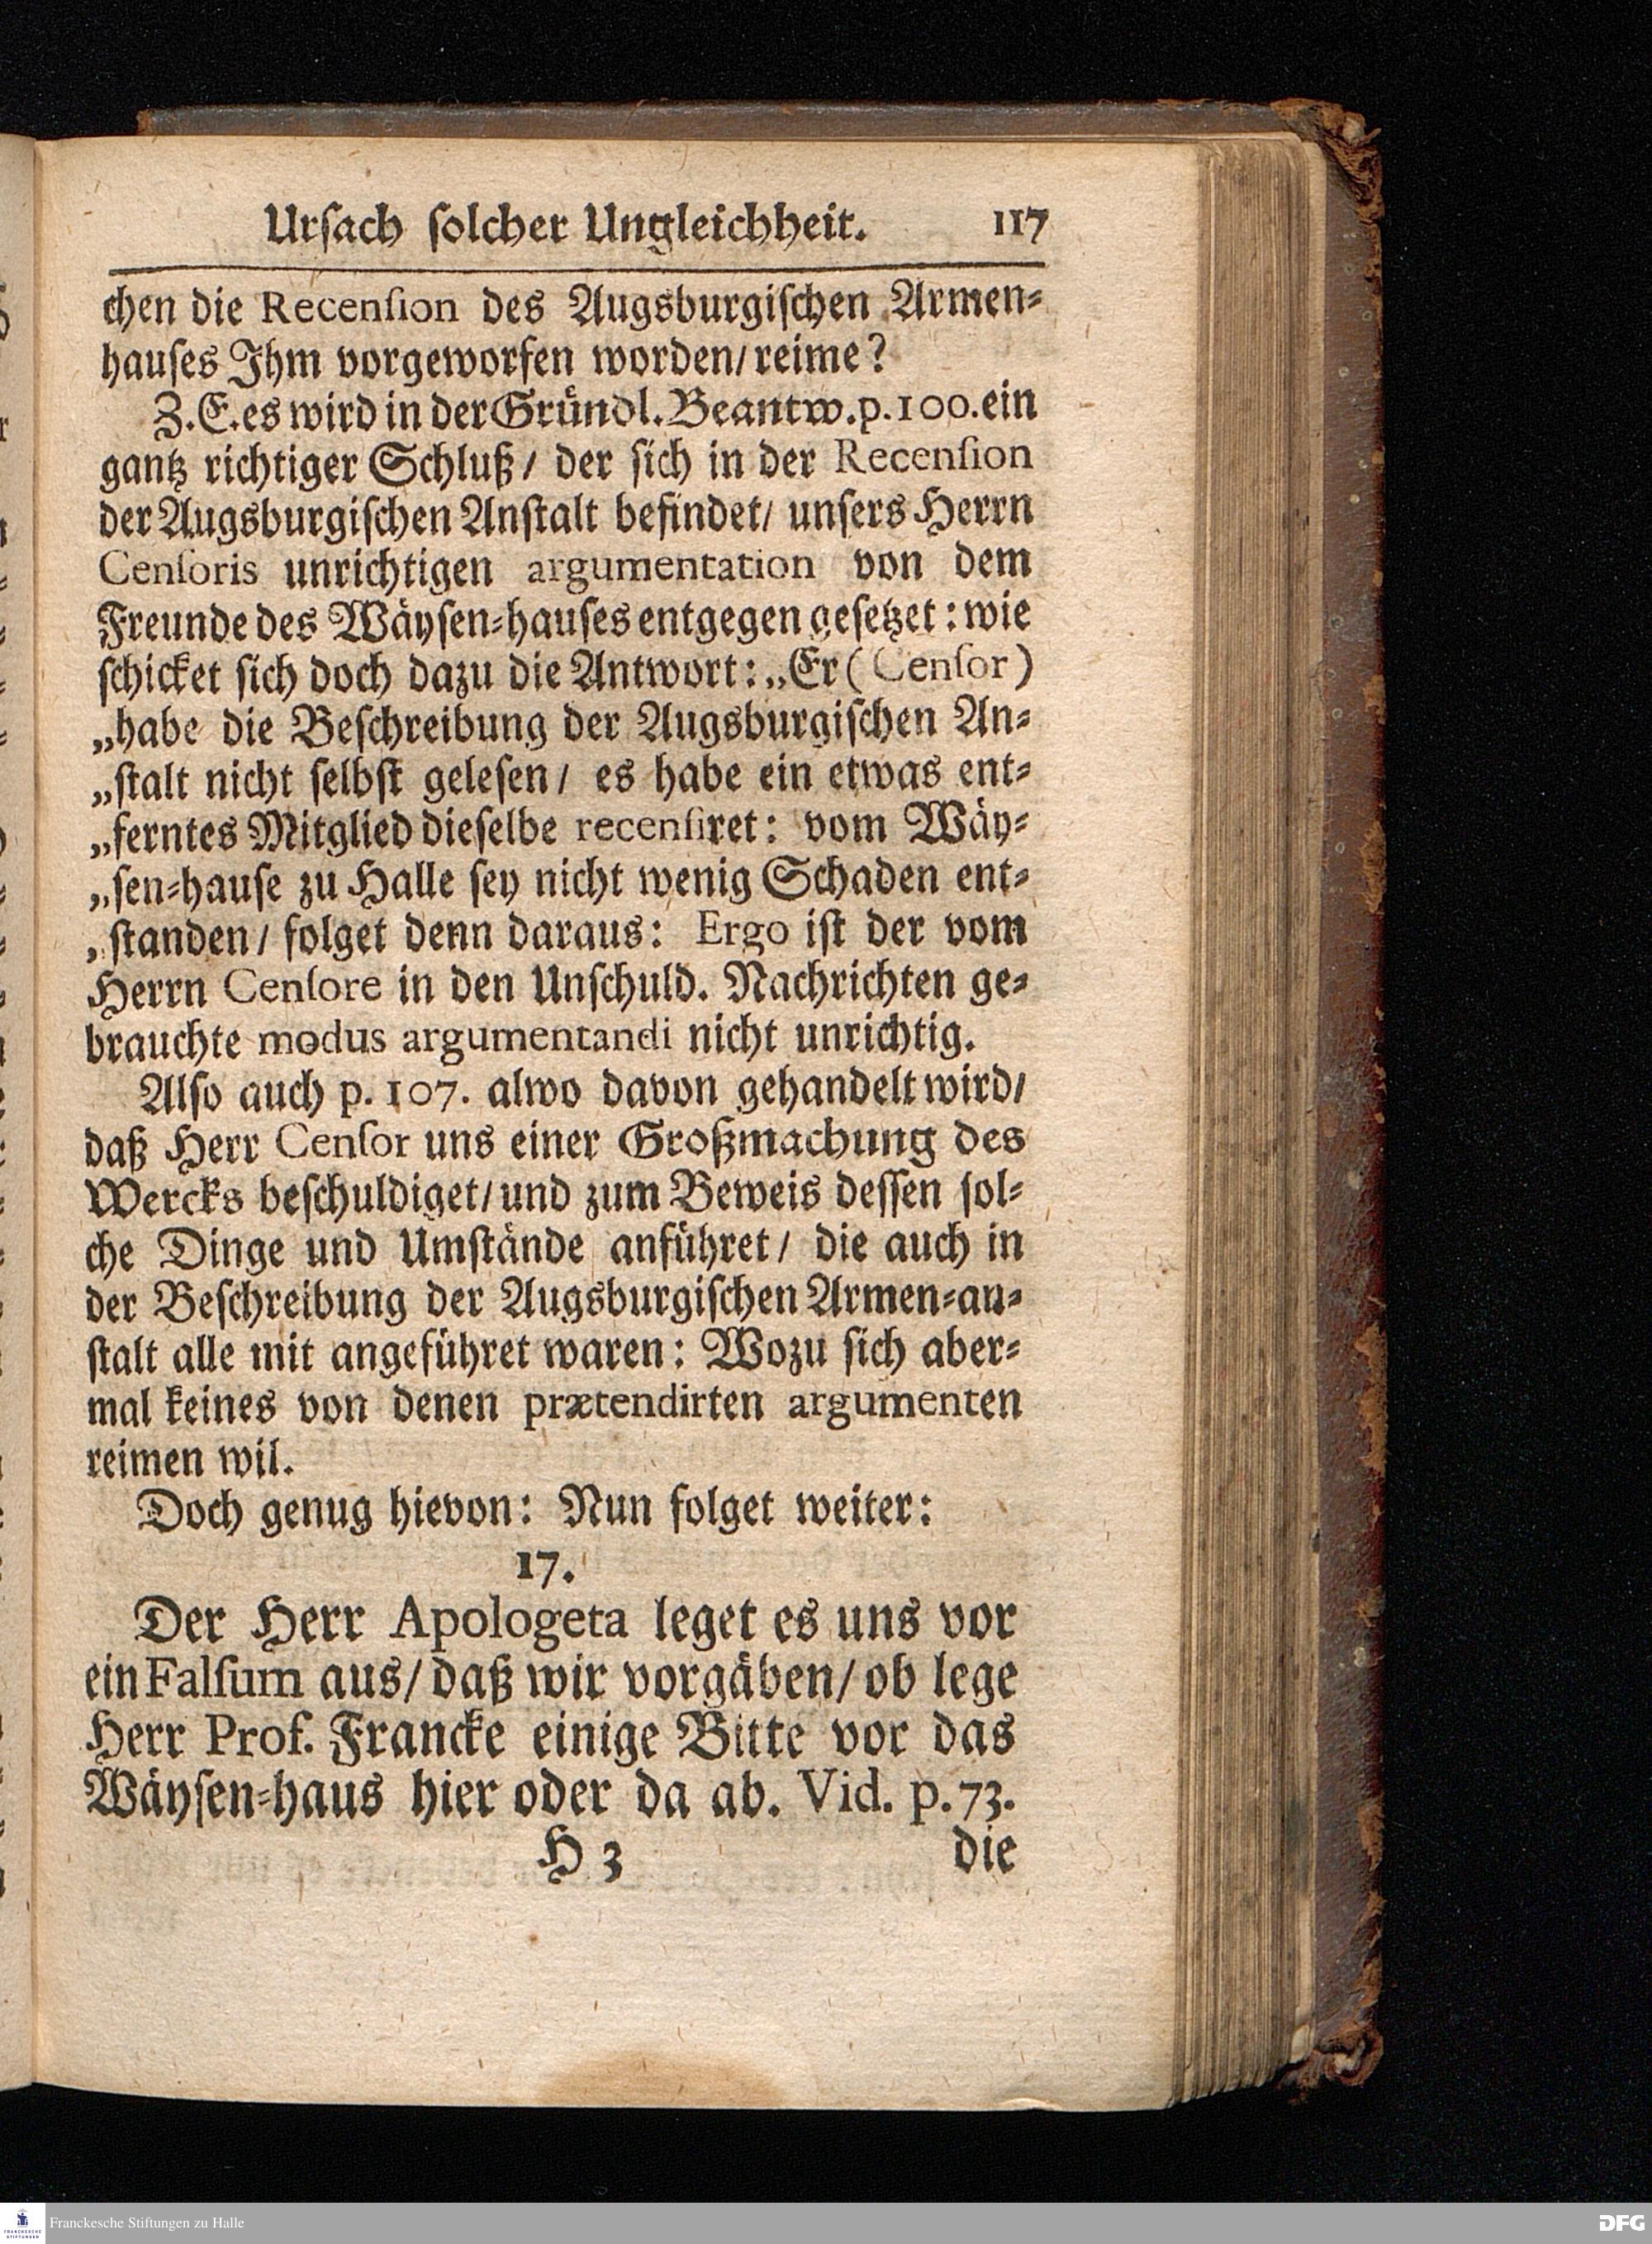 Urſach ſolcher Ungleichheit. 117
chen die Recenſion des Augsburgiſchen Armen⸗
hauſes Ihm vorgeworfen worden/ reime?
Z. E. es wird in der Gründl. Beantw. p. 100. ein
gantz richtiger Schluß/ der ſich in der Recenſion
der Augsburgiſchen Anſtalt befindet/ unſers Herrn
Cenſoris unrichtigen argumentation von dem
Freunde des Wäyſen⸗hauſes entgegen geſetzet: wie
ſchicket ſich doch dazu die Antwort: „Er (Cenſor)
„habe die Beſchreibung der Augsburgiſchen An⸗
„ſtalt nicht ſelbſt geleſen/ es habe ein etwas ent⸗
„ferntes Mitglied dieſelbe recenſiret: vom Wäy⸗
„ſen⸗hauſe zu Halle ſey nicht wenig Schaden ent⸗
„ſtanden/ folget denn daraus: Ergo iſt der vom
Herrn Cenſore in den Unſchuld. Nachrichten ge⸗
brauchte modus argumentandi nicht unrichtig.
Alſo auch p. 107. alwo davon gehandelt wird/
daß Herr Cenſor uns einer Großmachung des
Wercks beſchuldiget/ und zum Beweis deſſen ſol⸗
che Dinge und Umſtände anführet/ die auch in
der Beſchreibung der Augsburgiſchen Armen⸗an⸗
ſtalt alle mit angeführet waren: Wozu ſich aber⸗
mal keines von denen prætendirten argumenten
reimen wil.
Doch genug hievon: Nun folget weiter:
17.
Der Herr Apologeta leget es uns vor
ein Falſum aus/ daß wir vorgäben/ ob lege
Herr Prof. Francke einige Bitte vor das
Wäyſen⸗haus hier oder da ab. Vid. p. 73.
H 3 die
FRANCKESCHE STIFTUNGEN
Franckesche Stiftungen zu Halle
DFG